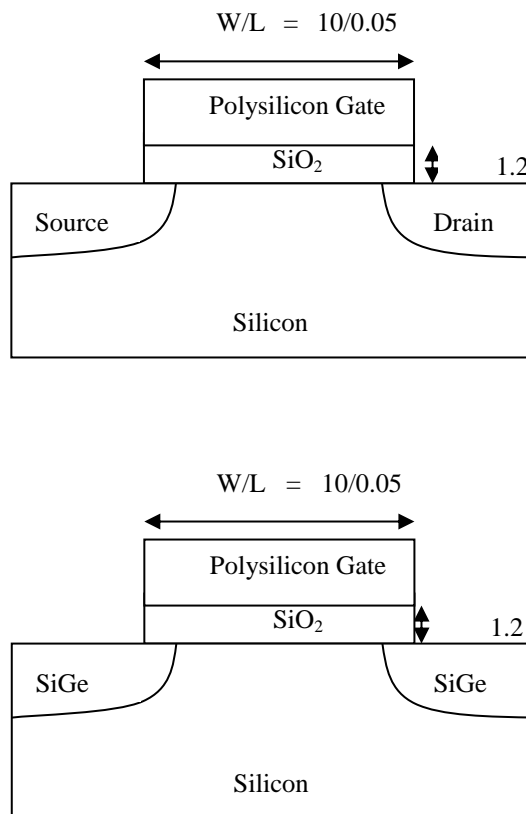 W/L = 10/0.05
Polysilicon Gate
SiO₂
1.2
Source
Drain
Silicon
W/L = 10/0.05
Polysilicon Gate
SiO₂
1.2
SiGe
SiGe
Silicon